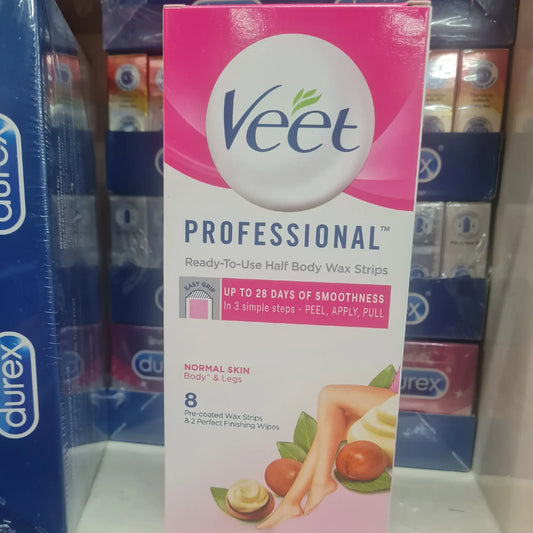 Veet
PROFESSIONAL™
Ready-To-Use Half Body Wax Strips
EASY GRIP
UP TO 28 DAYS OF SMOOTHNESS
In 3 simple steps - PEEL, APPLY, PULL
NORMAL SKIN
Body^ & Legs
8
Pre-coated Wax Strips
& 2 Perfect Finishing Wipes
durex
durex
durex
durex